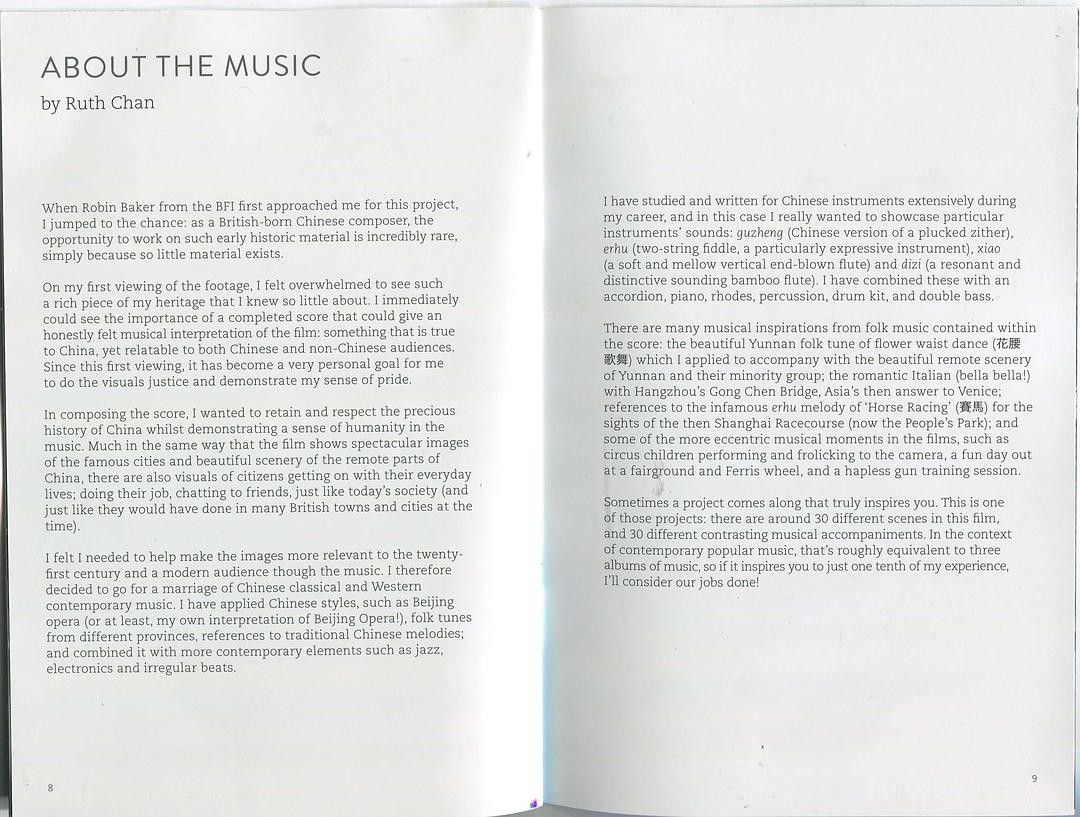 ABOUT THE MUSIC
by Ruth Chan
When Robin Baker from the BFI first approached me for this project,
I jumped to the chance: as a British-born Chinese composer, the
opportunity to work on such early historic material is incredibly rare,
simply because so little material exists.
On my first viewing of the footage, I felt overwhelmed to see such
a rich piece of my heritage that I knew so little about. I immediately
could see the importance of a completed score that could give an
honestly felt musical interpretation of the film: something that is true
to China, yet relatable to both Chinese and non-Chinese audiences.
Since this first viewing, it has become a very personal goal for me
to do the visuals justice and demonstrate my sense of pride.
In composing the score, I wanted to retain and respect the precious
history of China whilst demonstrating a sense of humanity in the
music. Much in the same way that the film shows spectacular images
of the famous cities and beautiful scenery of the remote parts of
China, there are also visuals of citizens getting on with their everyday
lives; doing their job, chatting to friends, just like today's society (and
just like they would have done in many British towns and cities at the
time).
I felt I needed to help make the images more relevant to the twenty-
first century and a modern audience though the music. I therefore
decided to go for a marriage of Chinese classical and Western
contemporary music. I have applied Chinese styles, such as Beijing
opera (or at least, my own interpretation of Beijing Opera!), folk tunes
from different provinces, references to traditional Chinese melodies;
and combined it with more contemporary elements such as jazz,
electronics and irregular beats.
8
I have studied and written for Chinese instruments extensively during
my career, and in this case I really wanted to showcase particular
instruments' sounds: guzheng (Chinese version of a plucked zither),
erhu (two-string fiddle, a particularly expressive instrument), xiao
(a soft and mellow vertical end-blown flute) and dizi (a resonant and
distinctive sounding bamboo flute). I have combined these with an
accordion, piano, rhodes, percussion, drum kit, and double bass.
There are many musical inspirations from folk music contained within
the score: the beautiful Yunnan folk tune of flower waist dance (花腰
歌舞) which I applied to accompany with the beautiful remote scenery
of Yunnan and their minority group; the romantic Italian (bella bella!)
with Hangzhou's Gong Chen Bridge, Asia's then answer to Venice;
references to the infamous erhu melody of 'Horse Racing' (賽馬) for the
sights of the then Shanghai Racecourse (now the People's Park); and
some of the more eccentric musical moments in the films, such as
circus children performing and frolicking to the camera, a fun day out
at a fairground and Ferris wheel, and a hapless gun training session.
Sometimes a project comes along that truly inspires you. This is one
of those projects: there are around 30 different scenes in this film,
and 30 different contrasting musical accompaniments. In the context
of contemporary popular music, that's roughly equivalent to three
albums of music, so if it inspires you to just one tenth of my experience,
I'll consider our jobs done!
9